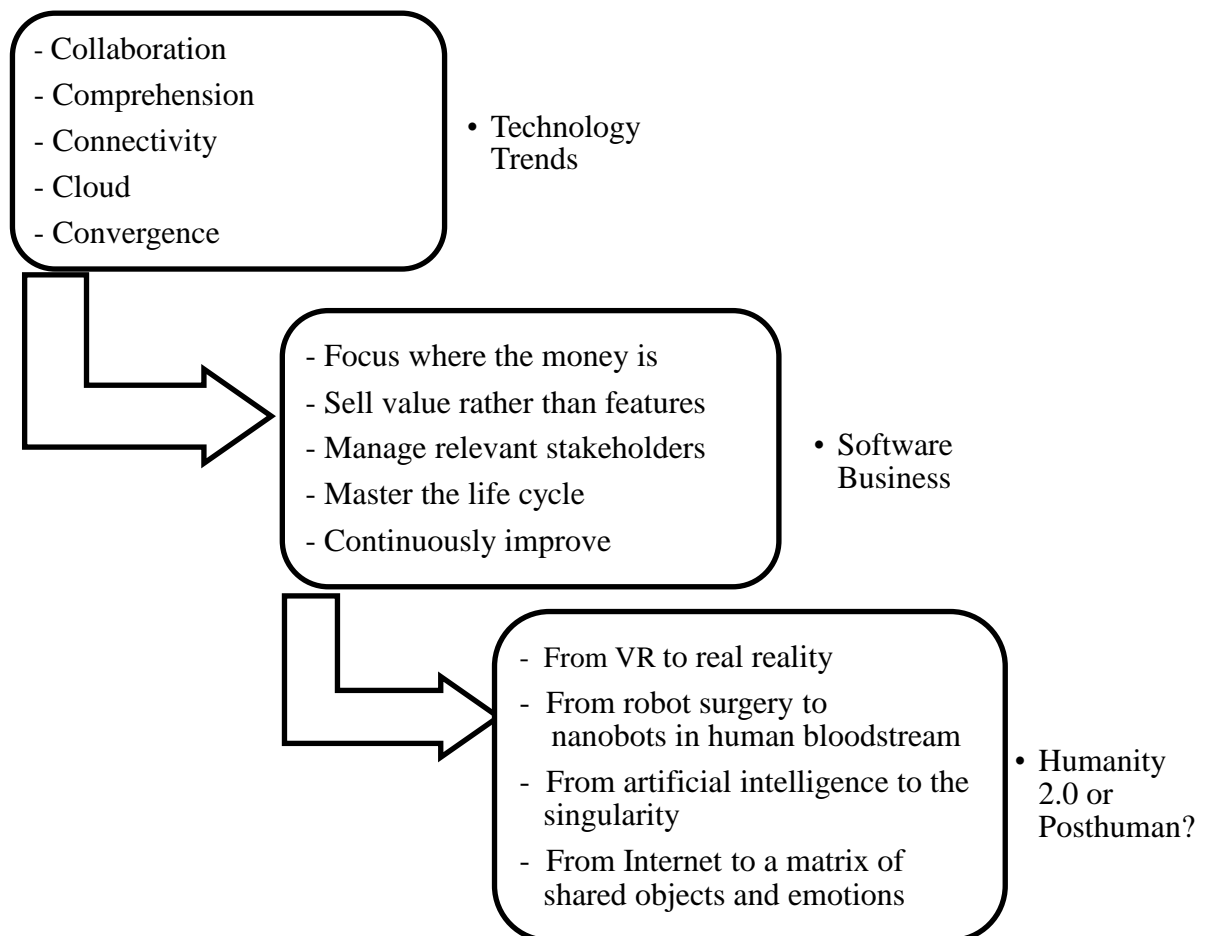 - Collaboration
- Comprehension
- Connectivity
- Cloud
- Convergence
• Technology
Trends
- Focus where the money is
- Sell value rather than features
- Manage relevant stakeholders
- Master the life cycle
- Continuously improve
• Software
Business
- From VR to real reality
- From robot surgery to
nanobots in human bloodstream
- From artificial intelligence to the
singularity
- From Internet to a matrix of
shared objects and emotions
• Humanity
2.0 or
Posthuman?